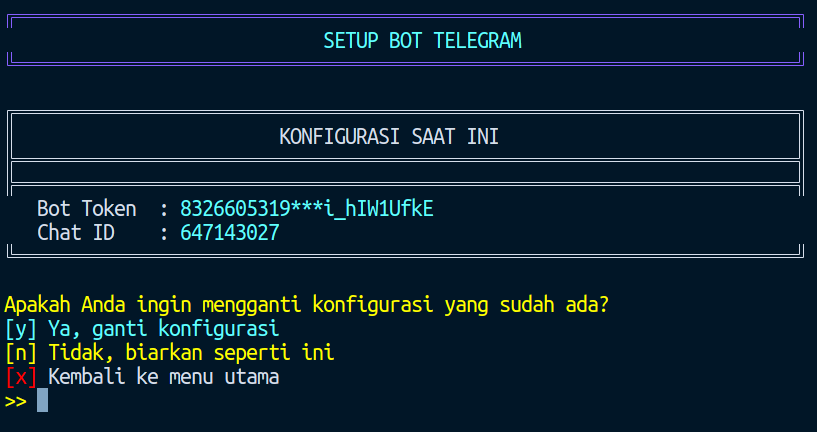 SETUP BOT TELEGRAM
KONFIGURASI SAAT INI
Bot Token : 8326605319***i_hIW1UfkE
Chat ID : 647143027
Apakah Anda ingin mengganti konfigurasi yang sudah ada?
[y] Ya, ganti konfigurasi
[n] Tidak, biarkan seperti ini
[x] Kembali ke menu utama
>>